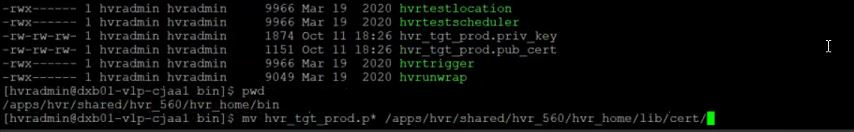 -rwx------ 1 hvradmin hvradmin 9966 Mar 19 2020 hvrtestlocation
-rwx------ 1 hvradmin hvradmin 9966 Mar 19 2020 hvrtestscheduler
-rw-rw-rw- 1 hvradmin hvradmin 1874 Oct 11 18:26 hvr_tgt_prod.priv_key
-rw-rw-rw- 1 hvradmin hvradmin 1151 Oct 11 18:26 hvr_tgt_prod.pub_cert
-rwx------ 1 hvradmin hvradmin 9966 Mar 19 2020 hvrtrigger
-rwx------ 1 hvradmin hvradmin 9049 Mar 19 2020 hvrunwrap
[hvradmin@dxb01-vlp-cjaa1 bin]$ pwd
/apps/hvr/shared/hvr_560/hvr_home/bin
[hvradmin@dxb01-vlp-cjaa1 bin]$ mv hvr_tgt_prod.p* /apps/hvr/shared/hvr_560/hvr_home/lib/cert/